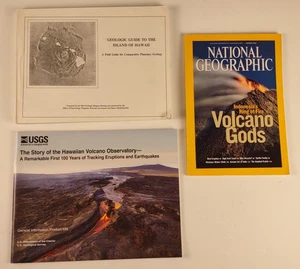 GEOLOGIC GUIDE TO THE
ISLAND OF HAWAII
A Field Guide for Comparative Planetary Geology
NATIONAL
GEOGRAPHIC
Indonesia's
Ring of Fire
Volcano
Gods
USGS
The Story of the Hawaiian Volcano Observatory—
A Remarkable First 100 Years of Tracking Eruptions and Earthquakes
General Information Product 135
U.S. Department of the Interior
U.S. Geological Survey